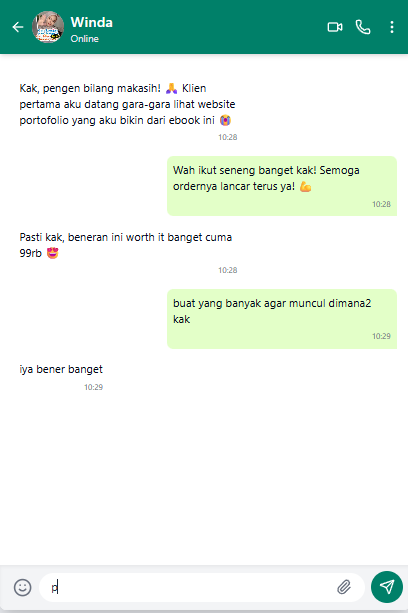 Winda
Online
Kak, pengen bilang makasih! 🙏 Klien
pertama aku datang gara-gara lihat website
portofolio yang aku bikin dari ebook ini 🌼
10:28
Wah ikut seneng banget kak! Semoga
ordernya lancar terus ya! 💪
10:28
Pasti kak, beneran ini worth it banget cuma
99rb 😍
10:28
buat yang banyak agar muncul dimana2
kak
10:29
iya bener banget
10:29
p